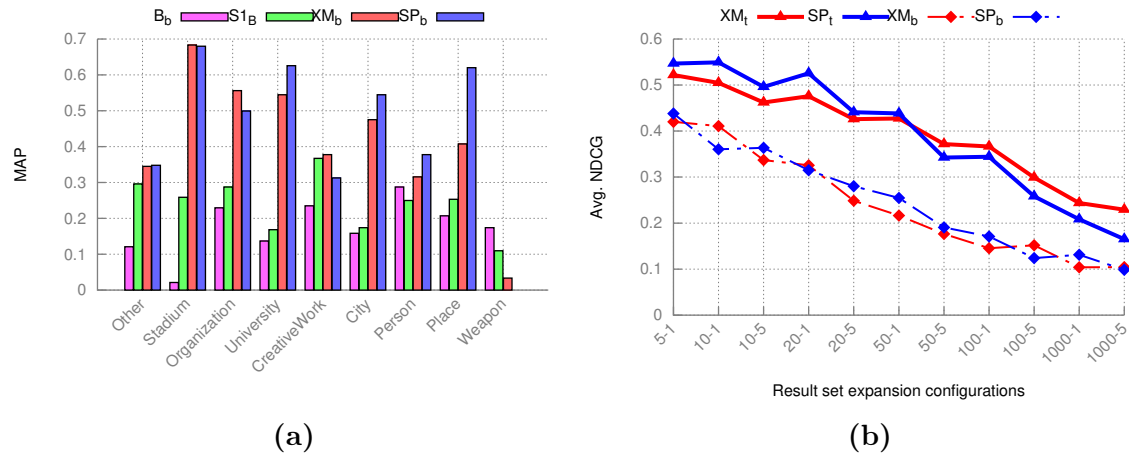 B_b S1_B XM_b SP_b
0.7
0.6
0.5
0.4
0.3
0.2
0.1
0
MAP
Other
Stadium
Organization
University
CreativeWork
City
Person
Place
Weapon
(a)
XM_t SP_t XM_b SP_b
0.6
0.5
0.4
0.3
0.2
0.1
0
Avg. NDCG
5-1
10-1
10-5
20-1
20-5
50-1
50-5
100-1
100-5
1000-1
1000-5
Result set expansion configurations
(b)